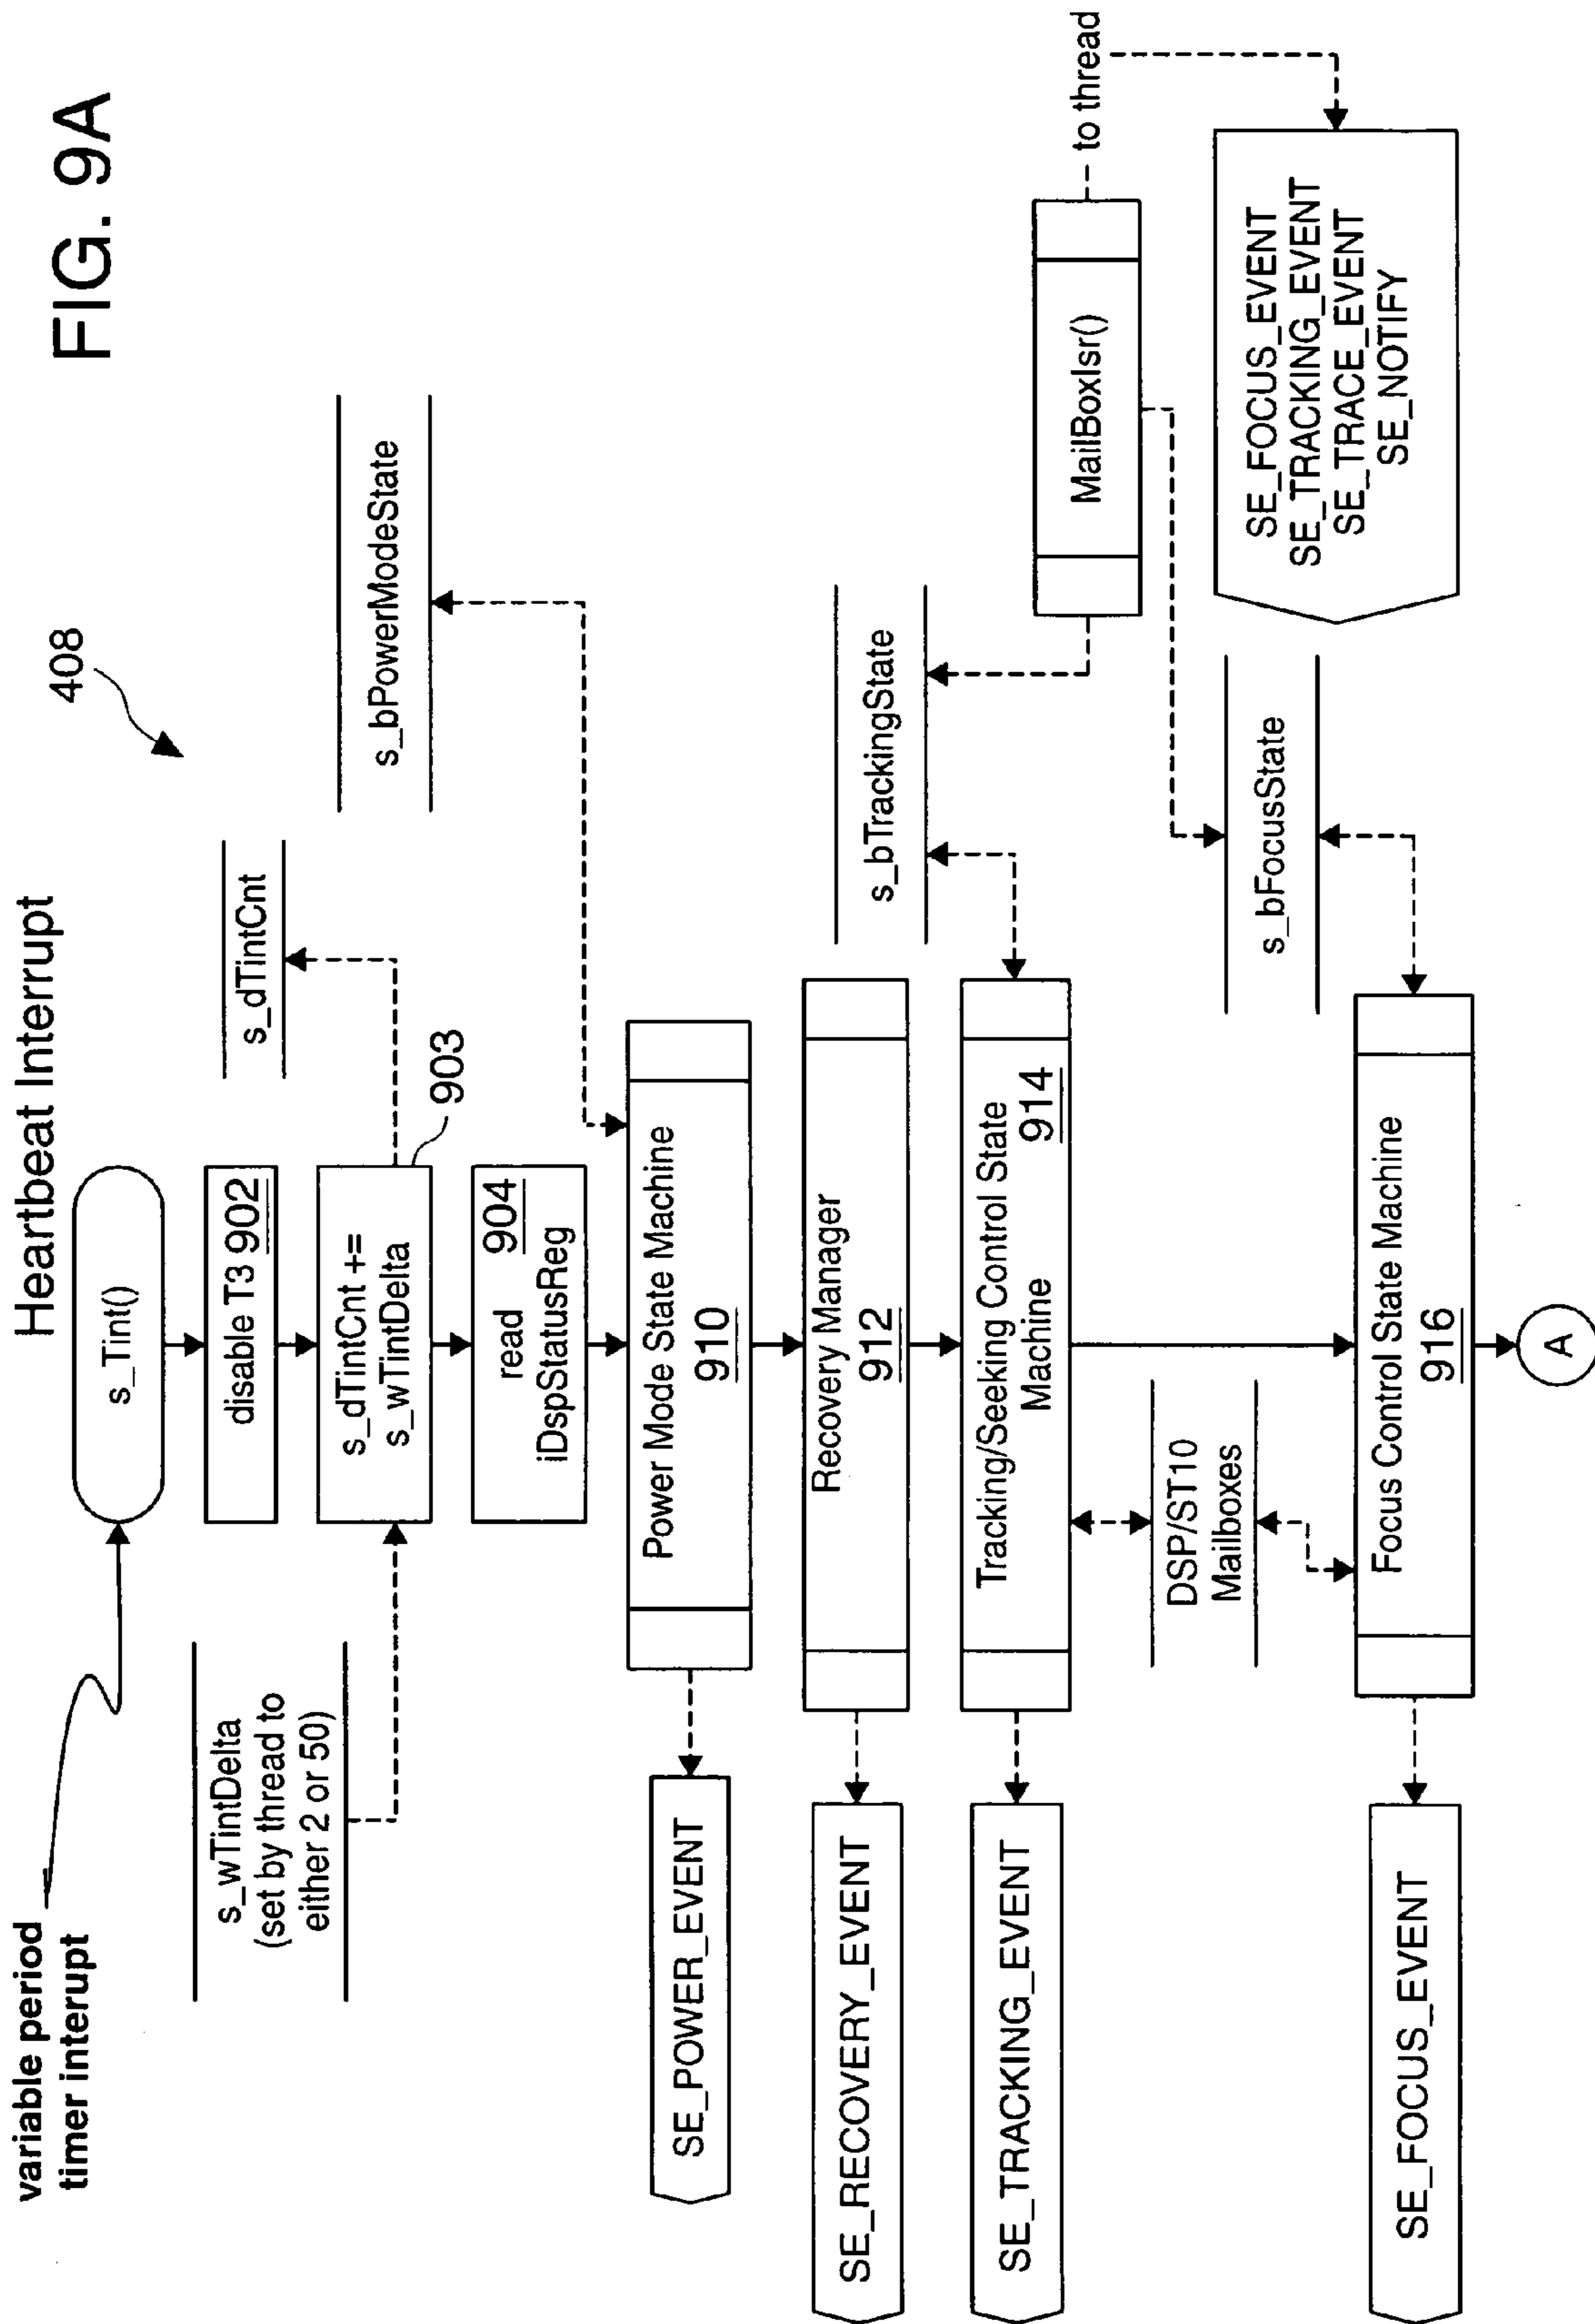 FIG. 9A
Heartbeat Interrupt
408
variable period
timer interupt
s_Tint()
disable T3 902
s_wTintDelta
(set by thread to
either 2 or 50)
s_dTintCnt +=
s_wTintDelta
903
s_dTintCnt
904
read
iDspStatusReg
s_bPowerModeState
Power Mode State Machine
910
SE_POWER_EVENT
Recovery Manager
912
SE_RECOVERY_EVENT
s_bTrackingState
Tracking/Seeking Control State
Machine
914
SE_TRACKING_EVENT
MailBoxIsr()
to thread
DSP/ST10
Mailboxes
s_bFocusState
SE_FOCUS_EVENT
SE_TRACKING_EVENT
SE_TRACE_EVENT
SE_NOTIFY
Focus Control State Machine
916
SE_FOCUS_EVENT
A